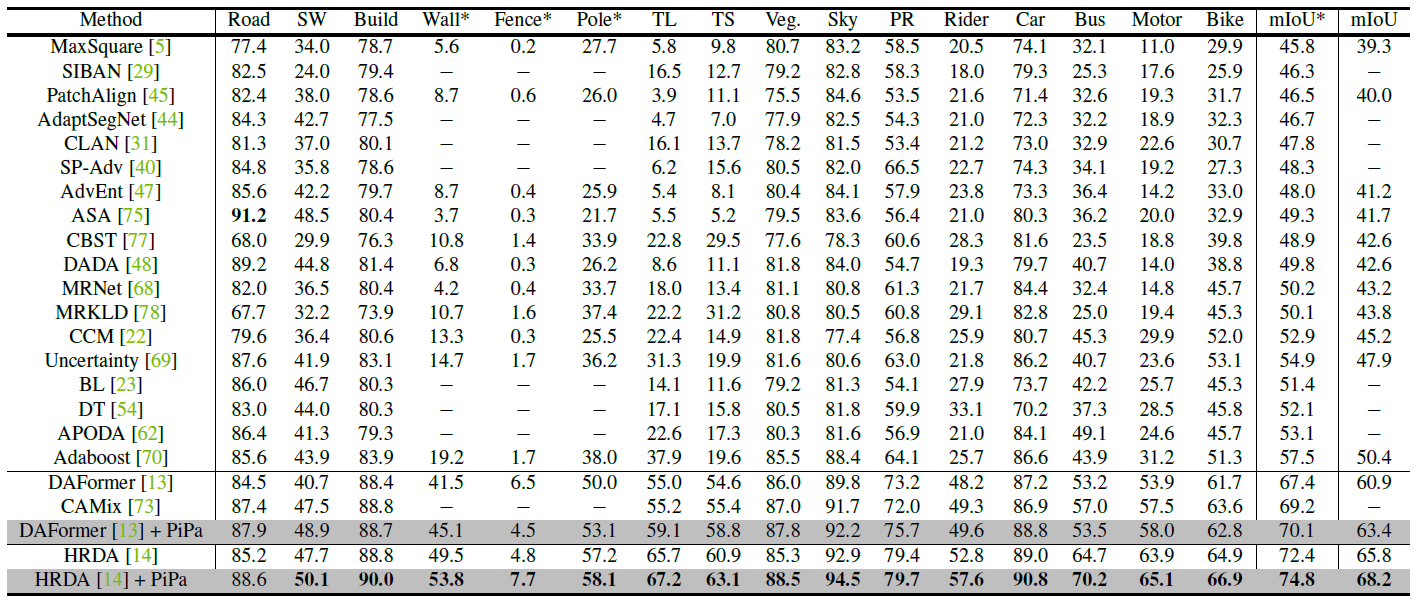 Method Road SW Build Wall* Fence* Pole* TL TS Veg. Sky PR Rider Car Bus Motor Bike mIoU* mIoU
MaxSquare [5] 77.4 34.0 78.7 5.6 0.2 27.7 5.8 9.8 80.7 83.2 58.5 20.5 74.1 32.1 11.0 29.9 45.8 39.3
SIBAN [29] 82.5 24.0 79.4 — — — 16.5 12.7 79.2 82.8 58.3 18.0 79.3 25.3 17.6 25.9 46.3 —
PatchAlign [45] 82.4 38.0 78.6 8.7 0.6 26.0 3.9 11.1 75.5 84.6 53.5 21.6 71.4 32.6 19.3 31.7 46.5 40.0
AdaptSegNet [44] 84.3 42.7 77.5 — — — 4.7 7.0 77.9 82.5 54.3 21.0 72.3 32.2 18.9 32.3 46.7 —
CLAN [31] 81.3 37.0 80.1 — — — 16.1 13.7 78.2 81.5 53.4 21.2 73.0 32.9 22.6 30.7 47.8 —
SP-Adv [40] 84.8 35.8 78.6 — — — 6.2 15.6 80.5 82.0 66.5 22.7 74.3 34.1 19.2 27.3 48.3 —
AdvEnt [47] 85.6 42.2 79.7 8.7 0.4 25.9 5.4 8.1 80.4 84.1 57.9 23.8 73.3 36.4 14.2 33.0 48.0 41.2
ASA [75] 91.2 48.5 80.4 3.7 0.3 21.7 5.5 5.2 79.5 83.6 56.4 21.0 80.3 36.2 20.0 32.9 49.3 41.7
CBST [77] 68.0 29.9 76.3 10.8 1.4 33.9 22.8 29.5 77.6 78.3 60.6 28.3 81.6 23.5 18.8 39.8 48.9 42.6
DADA [48] 89.2 44.8 81.4 6.8 0.3 26.2 8.6 11.1 81.8 84.0 54.7 19.3 79.7 40.7 14.0 38.8 49.8 42.6
MRNet [68] 82.0 36.5 80.4 4.2 0.4 33.7 18.0 13.4 81.1 80.8 61.3 21.7 84.4 32.4 14.8 45.7 50.2 43.2
MRKLD [78] 67.7 32.2 73.9 10.7 1.6 37.4 22.2 31.2 80.8 80.5 60.8 29.1 82.8 25.0 19.4 45.3 50.1 43.8
CCM [22] 79.6 36.4 80.6 13.3 0.3 25.5 22.4 14.9 81.8 77.4 56.8 25.9 80.7 45.3 29.9 52.0 52.9 45.2
Uncertainty [69] 87.6 41.9 83.1 14.7 1.7 36.2 31.3 19.9 81.6 80.6 63.0 21.8 86.2 40.7 23.6 53.1 54.9 47.9
BL [23] 86.0 46.7 80.3 — — — 14.1 11.6 79.2 81.3 54.1 27.9 73.7 42.2 25.7 45.3 51.4 —
DT [54] 83.0 44.0 80.3 — — — 17.1 15.8 80.5 81.8 59.9 33.1 70.2 37.3 28.5 45.8 52.1 —
APODA [62] 86.4 41.3 79.3 — — — 22.6 17.3 80.3 81.6 56.9 21.0 84.1 49.1 24.6 45.7 53.1 —
Adaboost [70] 85.6 43.9 83.9 19.2 1.7 38.0 37.9 19.6 85.5 88.4 64.1 25.7 86.6 43.9 31.2 51.3 57.5 50.4
DAFormer [13] 84.5 40.7 88.4 41.5 6.5 50.0 55.0 54.6 86.0 89.8 73.2 48.2 87.2 53.2 53.9 61.7 67.4 60.9
CAMix [73] 87.4 47.5 88.8 — — — 55.2 55.4 87.0 91.7 72.0 49.3 86.9 57.0 57.5 63.6 69.2 —
DAFormer [13] + PiPa 87.9 48.9 88.7 45.1 4.5 53.1 59.1 58.8 87.8 92.2 75.7 49.6 88.8 53.5 58.0 62.8 70.1 63.4
HRDA [14] 85.2 47.7 88.8 49.5 4.8 57.2 65.7 60.9 85.3 92.9 79.4 52.8 89.0 64.7 63.9 64.9 72.4 65.8
HRDA [14] + PiPa 88.6 50.1 90.0 53.8 7.7 58.1 67.2 63.1 88.5 94.5 79.7 57.6 90.8 70.2 65.1 66.9 74.8 68.2